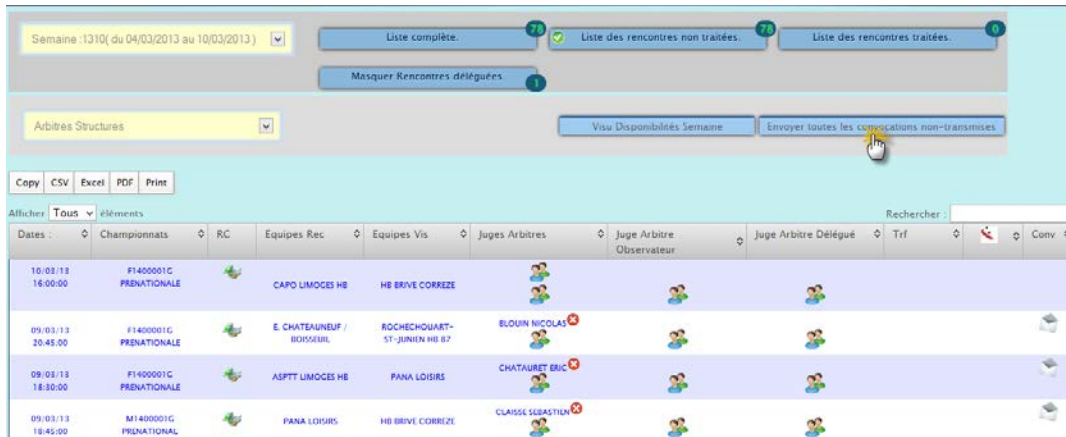 Semaine :1310( du 04/03/2013 au 10/03/2013 )
Liste complète.
78
Liste des rencontres non traitées.
78
Liste des rencontres traitées.
0
Masquer Rencontres déléguées
1
Arbitres Structures
Visu Disponibilités Semaine
Envoyer toutes les convocations non-transmises
Copy CSV Excel PDF Print
Afficher Tous éléments
Rechercher :
Dates : Championnats RC Equipes Rec Equipes Vis Juges Arbitres Juge Arbitre Observateur Juge Arbitre Délégué Trf Conv
10/03/13 F1400001G
16:00:00 PRENATIONALE CAPO LIMOGES HB HB BRIVE CORREZE
09/03/13 F1400001G E. CHATEAUNEUF / ROCHECHOUART- BLOUIN NICOLAS
20:45:00 PRENATIONALE BOISSEUIL ST-JUNIEN HB 87
09/03/13 F1400001G ASPTT LIMOGES HB PANA LOISIRS CHATAURET ERIC
18:30:00 PRENATIONALE
09/03/13 M1400001G PANA LOISIRS HB BRIVE CORREZE CLAISSE SEBASTIEN
18:45:00 PRENATIONAL